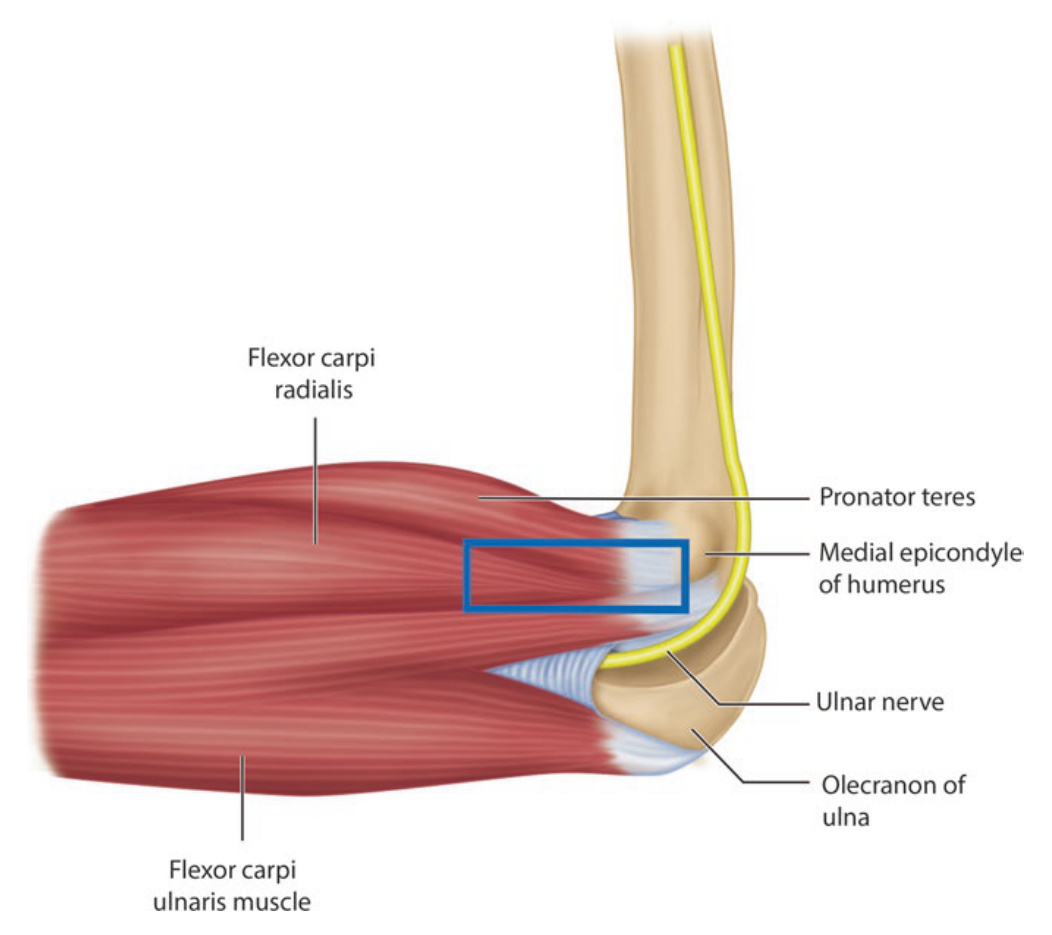 Flexor carpi
radialis
Pronator teres
Medial epicondyle
of humerus
Ulnar nerve
Olecranon of
ulna
Flexor carpi
ulnaris muscle